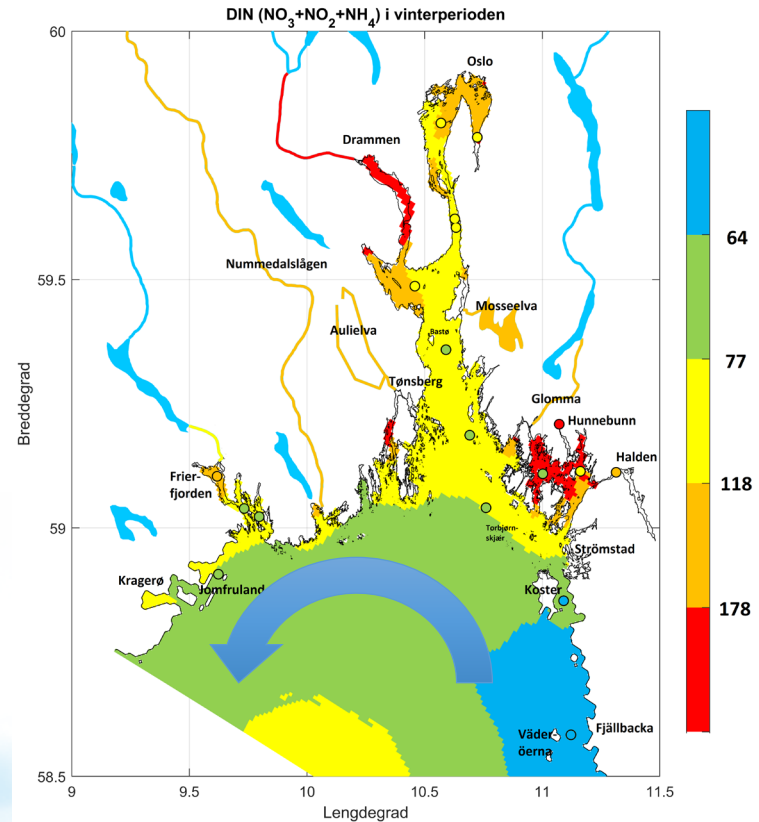 DIN (NO3+NO2+NH4) i vinterperioden
60
Oslo
Drammen
64
59.5
Nummedalslågen
Mosseelva
Aulielva
Bastø
77
Tønsberg
Breddegrad
Glomma
Hunnebunn
Frier-
fjorden
Halden
118
59
Torbjørn-
skjær
Strömstad
Kragerø
Jomfruland
Koster
178
Väder-
öerna
Fjällbacka
58.5
9
9.5
10
10.5
11
11.5
Lengdegrad